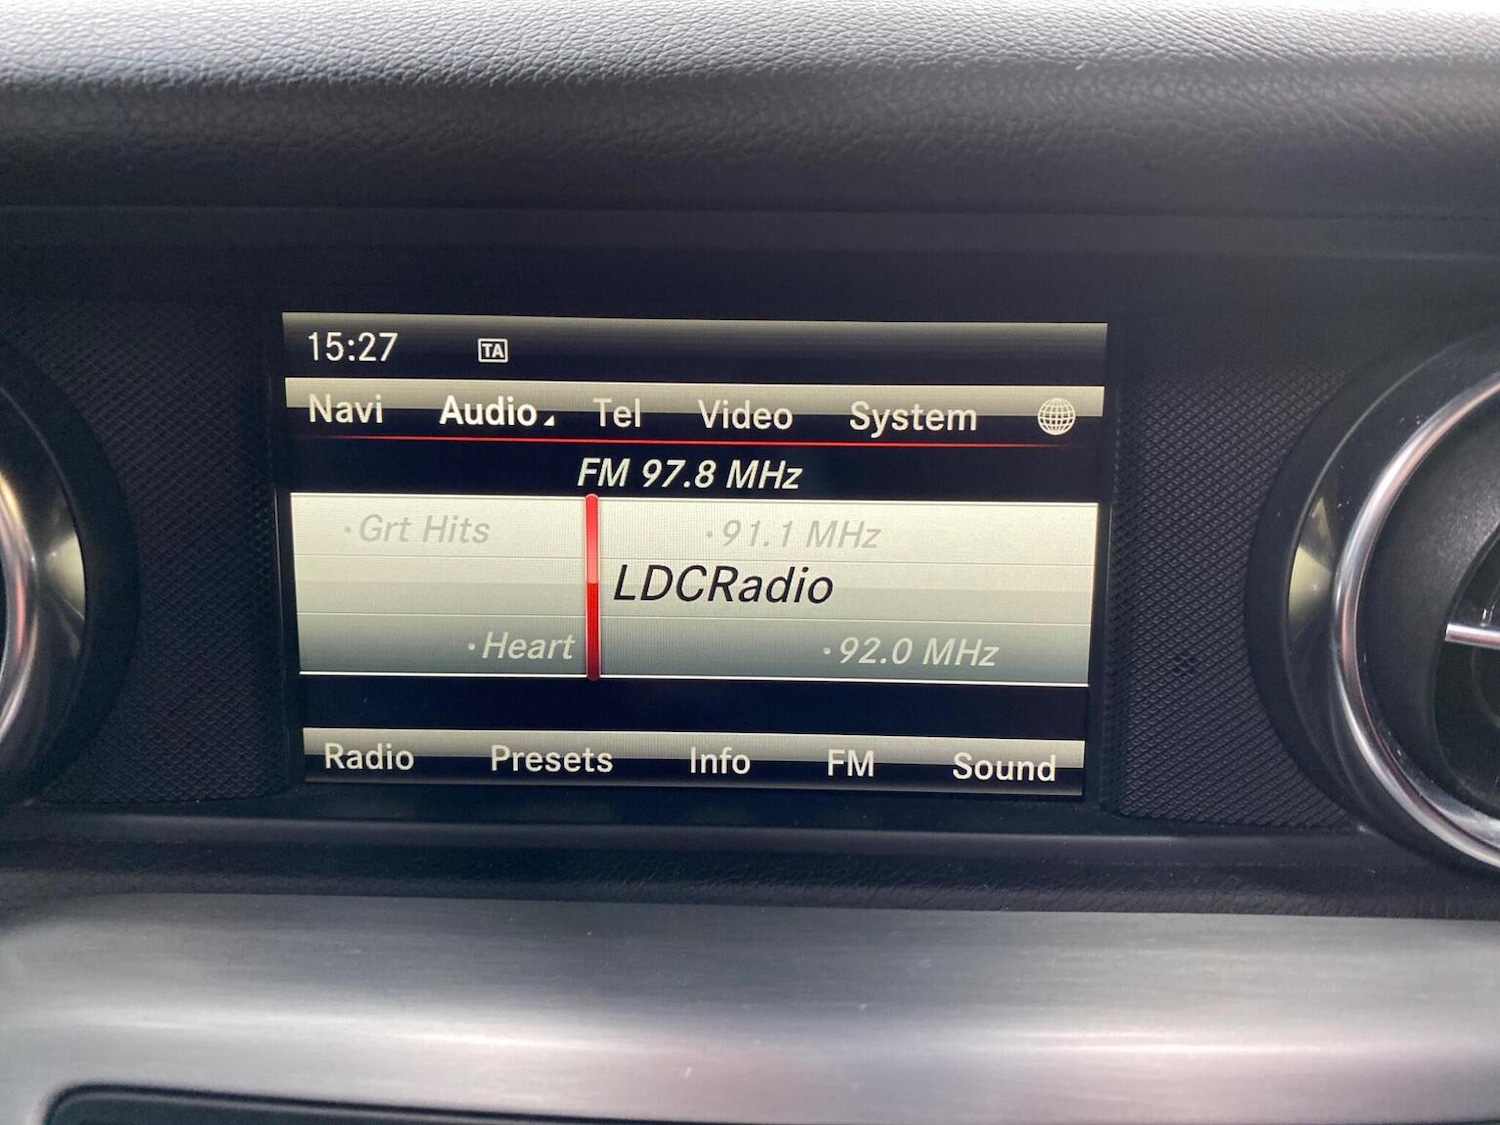 15:27 TA
Navi Audio Tel Video System
FM 97.8 MHz
·Grt Hits ·91.1 MHz
LDCRadio
·Heart ·92.0 MHz
Radio Presets Info FM Sound